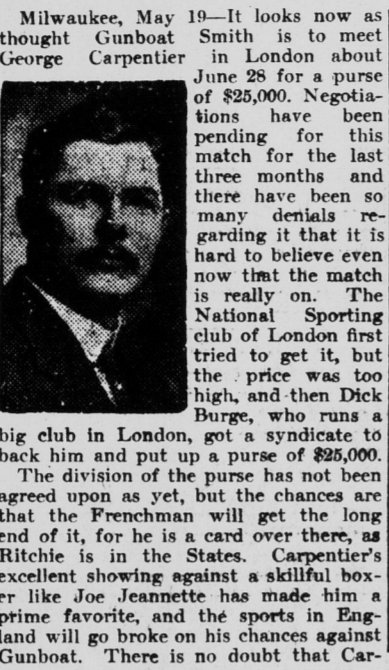 Milwaukee, May 19—It looks now as
thought Gunboat Smith is to meet
George Carpentier in London about
June 28 for a purse
of $25,000. Negotia-
tions have been
pending for this
match for the last
three months and
there have been so
many denials re-
garding it that it is
hard to believe even
now that the match
is really on. The
National Sporting
club of London first
tried to get it, but
the price was too
high, and then Dick
Burge, who runs a
big club in London, got a syndicate to
back him and put up a purse of $25,000.
The division of the purse has not been
agreed upon as yet, but the chances are
that the Frenchman will get the long
end of it, for he is a card over there, as
Ritchie is in the States. Carpentier's
excellent showing against a skillful box-
er like Joe Jeannette has made him a
prime favorite, and the sports in Eng-
land will go broke on his chances against
Gunboat. There is no doubt that Car-